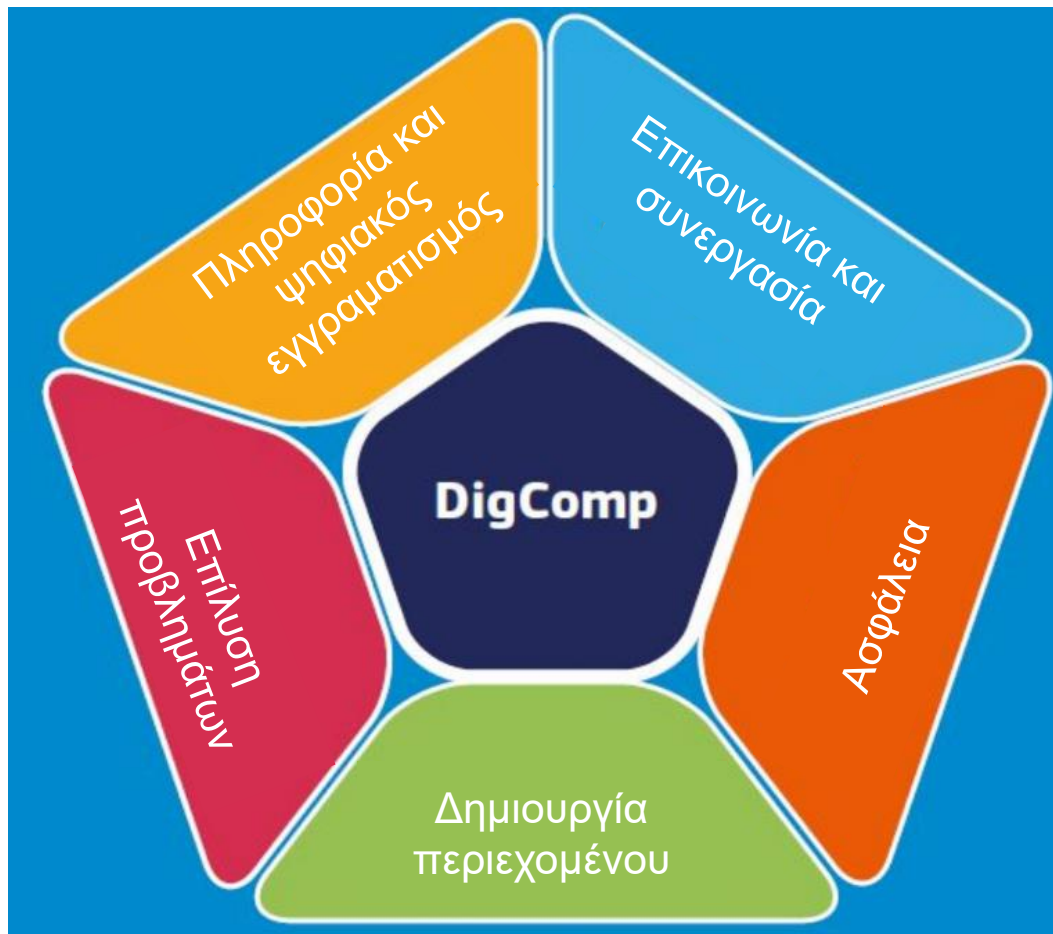 Πληροφορία και
ψηφιακός
εγγραματισμός
Επικοινωνία και
συνεργασία
DigComp
Επίλυση
προβλημάτων
Ασφάλεια
Δημιουργία
περιεχομένου